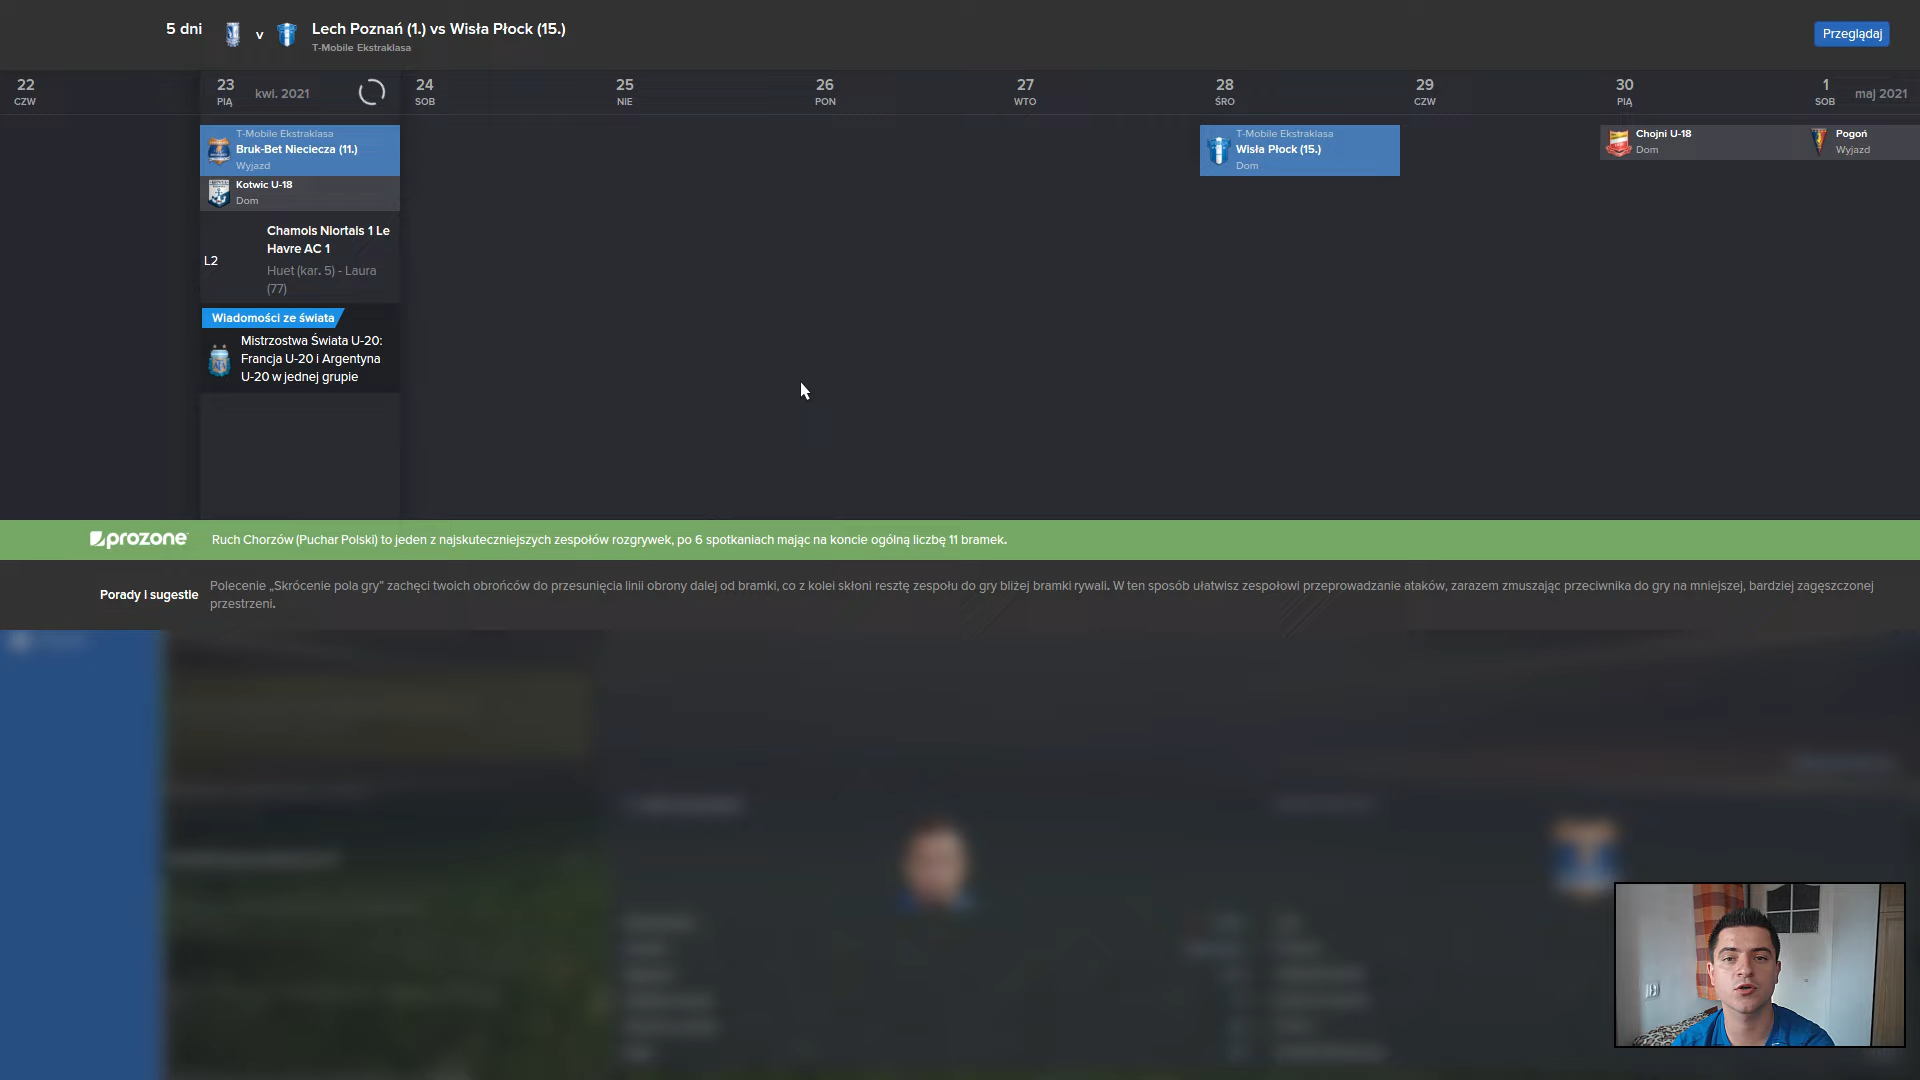 5 dni
v
Lech Poznań (1.) vs Wisła Płock (15.)
T-Mobile Ekstraklasa
Przeglądaj
22
CZW
23
PIĄ
kwi. 2021
24
SOB
25
NIE
26
PON
27
WTO
28
ŚRO
29
CZW
30
PIĄ
1
SOB
maj 2021
T-Mobile Ekstraklasa
Bruk-Bet Nieciecza (11.)
Wyjazd
Kotwic U-18
Dom
L2
Chamois Niortais 1 Le
Havre AC 1
Huet (kar. 5) - Laura
(77)
Wiadomości ze świata
Mistrzostwa Świata U-20:
Francja U-20 i Argentyna
U-20 w jednej grupie
T-Mobile Ekstraklasa
Wisła Płock (15.)
Dom
Chojni U-18
Dom
Pogoń
Wyjazd
prozone
Ruch Chorzów (Puchar Polski) to jeden z najskuteczniejszych zespołów rozgrywek, po 6 spotkaniach mając na koncie ogólną liczbę 11 bramek.
Porady i sugestie
Polecenie „Skrócenie pola gry” zachęci twoich obrońców do przesunięcia linii obrony dalej od bramki, co z kolei skłoni resztę zespołu do gry bliżej bramki rywali. W ten sposób ułatwisz zespołowi przeprowadzanie ataków, zarazem zmuszając przeciwnika do gry na mniejszej, bardziej zagęszczonej
przestrzeni.